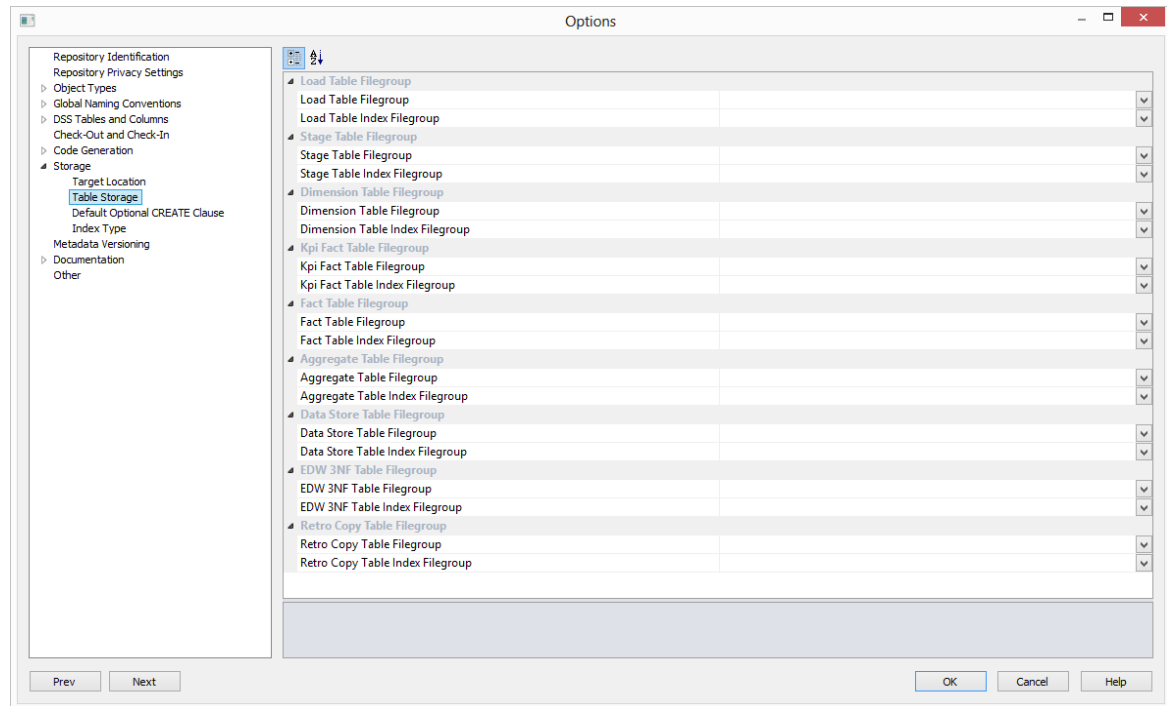 Options
Repository Identification
Repository Privacy Settings
Object Types
Global Naming Conventions
DSS Tables and Columns
Check-Out and Check-In
Code Generation
Storage
Target Location
Table Storage
Default Optional CREATE Clause
Index Type
Metadata Versioning
Documentation
Other
Load Table Filegroup
Load Table Filegroup
Load Table Index Filegroup
Stage Table Filegroup
Stage Table Filegroup
Stage Table Index Filegroup
Dimension Table Filegroup
Dimension Table Filegroup
Dimension Table Index Filegroup
Kpi Fact Table Filegroup
Kpi Fact Table Filegroup
Kpi Fact Table Index Filegroup
Fact Table Filegroup
Fact Table Filegroup
Fact Table Index Filegroup
Aggregate Table Filegroup
Aggregate Table Filegroup
Aggregate Table Index Filegroup
Data Store Table Filegroup
Data Store Table Filegroup
Data Store Table Index Filegroup
EDW 3NF Table Filegroup
EDW 3NF Table Filegroup
EDW 3NF Table Index Filegroup
Retro Copy Table Filegroup
Retro Copy Table Filegroup
Retro Copy Table Index Filegroup
Prev Next OK Cancel Help